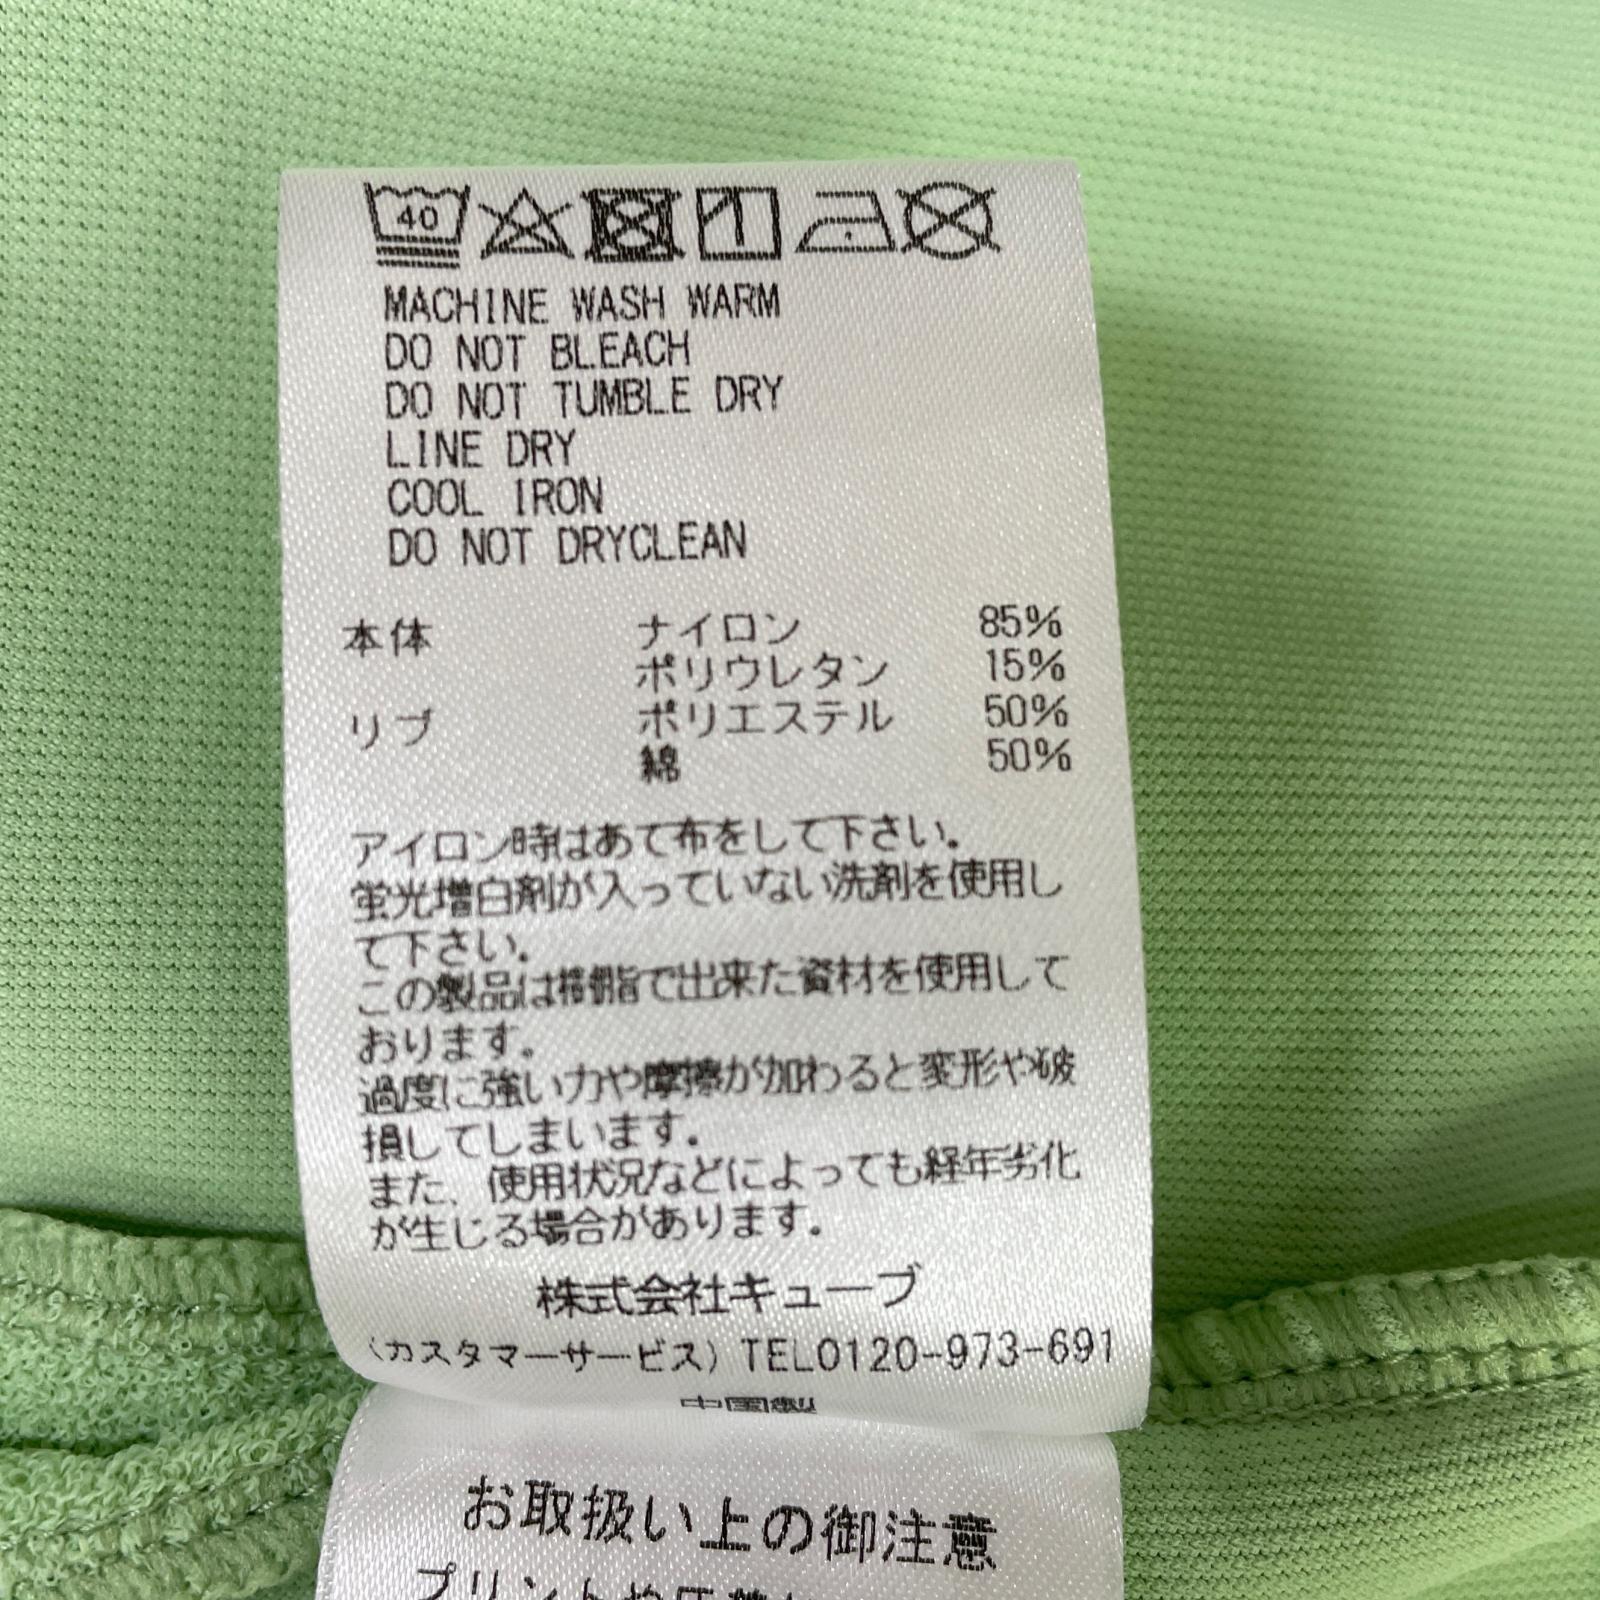 40
MACHINE WASH WARM
DO NOT BLEACH
DO NOT TUMBLE DRY
LINE DRY
COOL IRON
DO NOT DRYCLEAN
本体 ナイロン 85%
ポリウレタン 15%
リブ ポリエステル 50%
綿 50%
アイロン時はあて布をして下さい。
蛍光増白剤が入っていない洗剤を使用し
て下さい。
この製品は樹脂で出来た資材を使用して
おります。
過度に強い力や摩擦が加わると変形や破
損してしまいます。
また、使用状況などによっても経年劣化
が生じる場合があります。
株式会社キューブ
(カスタマーサービス) TEL0120-973-691
中国製
お取扱い上の御注意
プリントや圧着